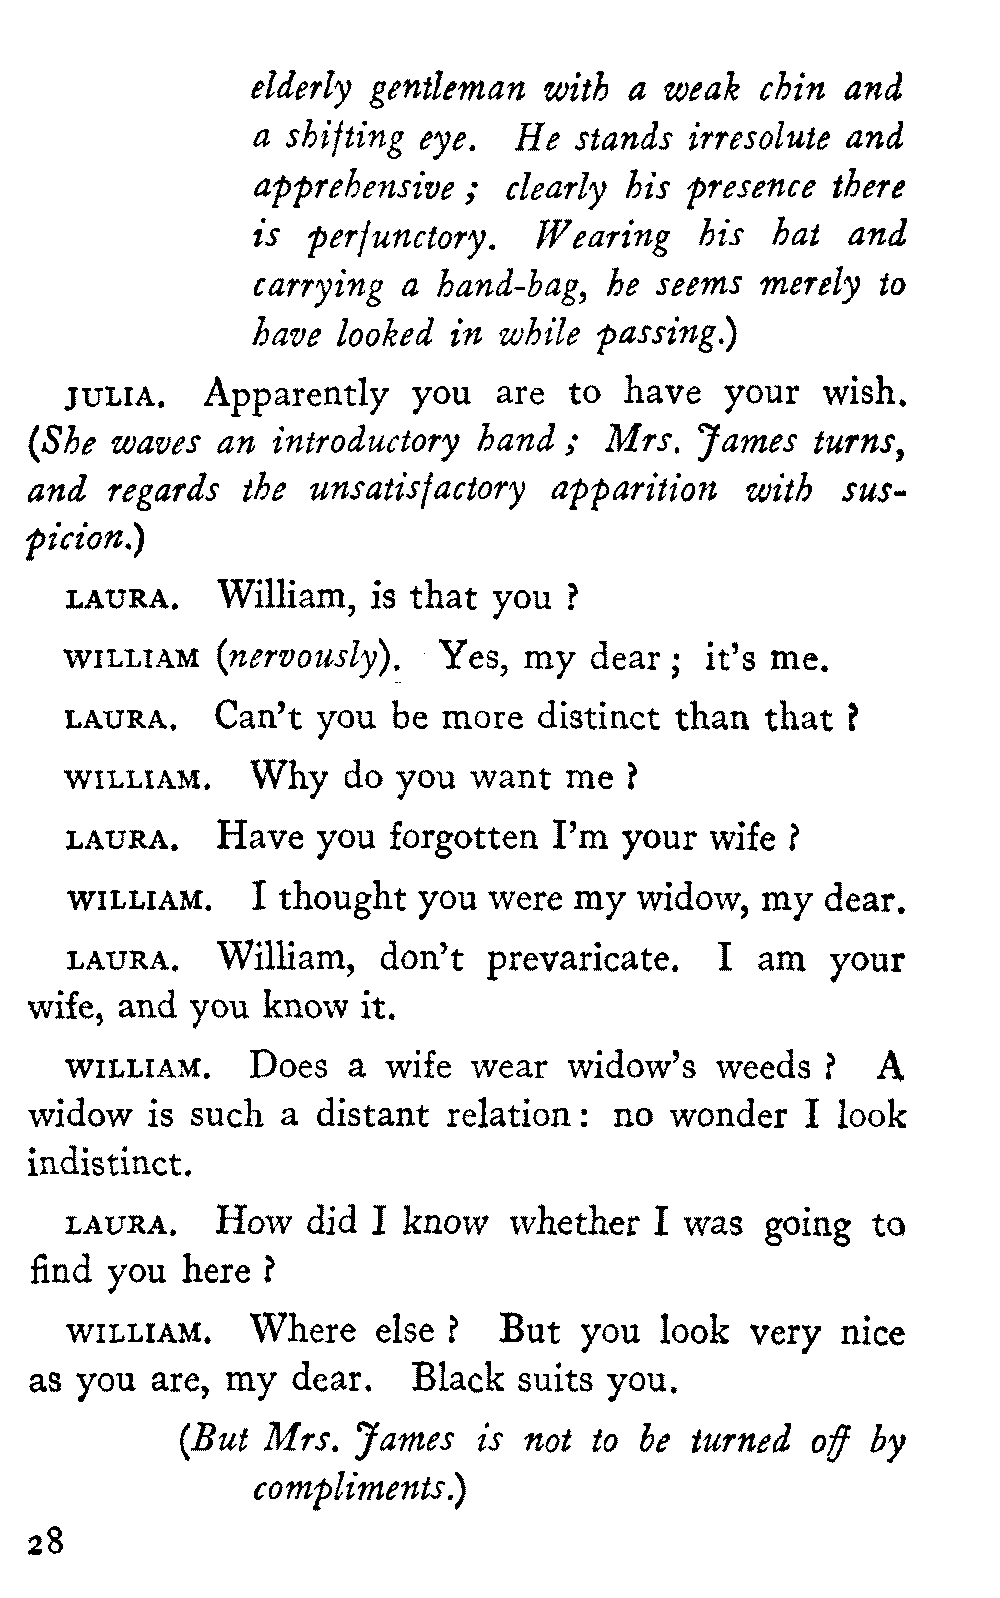 elderly gentleman with a weak chin and
a shifting eye. He stands irresolute and
apprehensive ; clearly his presence there
is perfunctory. Wearing his hat and
carrying a hand-bag, he seems merely to
have looked in while passing.)
JULIA. Apparently you are to have your wish.
(She waves an introductory hand ; Mrs. James turns,
and regards the unsatisfactory apparition with sus-
picion.)
LAURA. William, is that you ?
WILLIAM (nervously). Yes, my dear ; it's me.
LAURA. Can't you be more distinct than that ?
WILLIAM. Why do you want me ?
LAURA. Have you forgotten I'm your wife ?
WILLIAM. I thought you were my widow, my dear.
LAURA. William, don't prevaricate. I am your
wife, and you know it.
WILLIAM. Does a wife wear widow's weeds ? A
widow is such a distant relation : no wonder I look
indistinct.
LAURA. How did I know whether I was going to
find you here ?
WILLIAM. Where else ? But you look very nice
as you are, my dear. Black suits you.
(But Mrs. James is not to be turned off by
compliments.)
28